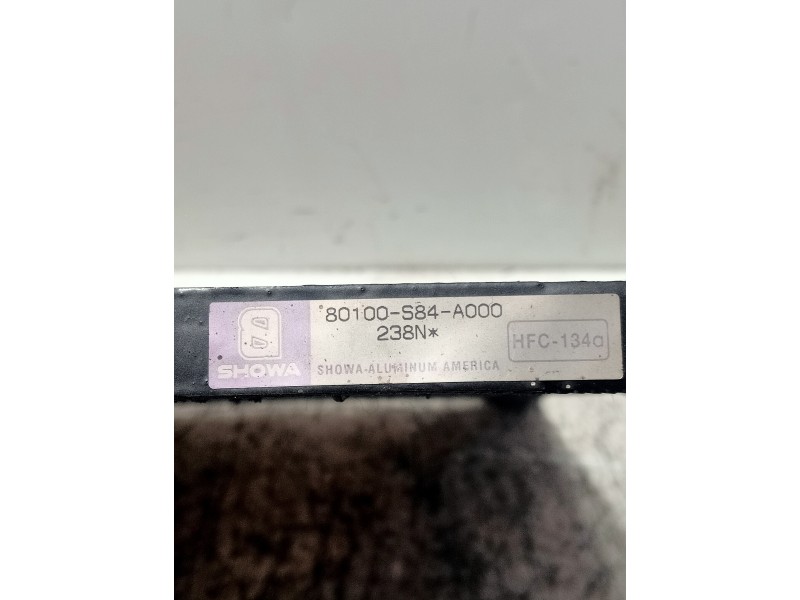 80100-S84-A000
238N*
HFC-134a
SHOWA
SHOWA-ALUMINUM AMERICA